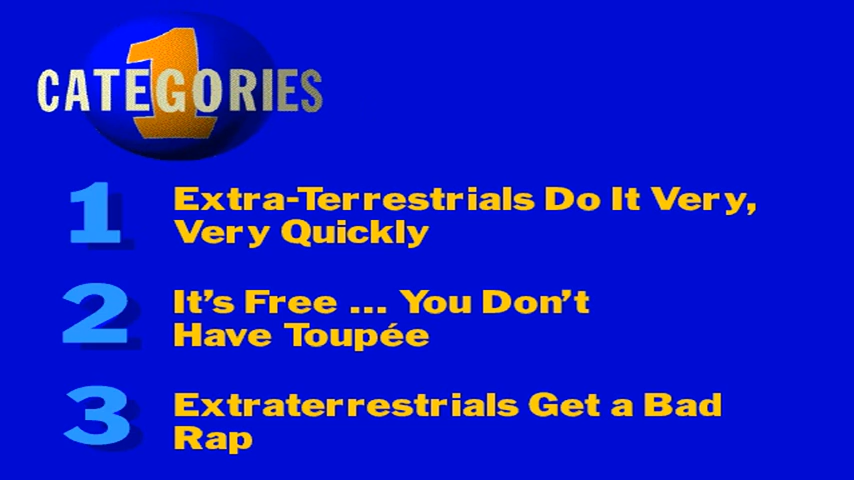 CATEGORIES
1
1 Extra-Terrestrials Do It Very,
Very Quickly
2 It's Free ... You Don't
Have Toupée
3 Extraterrestrials Get a Bad
Rap